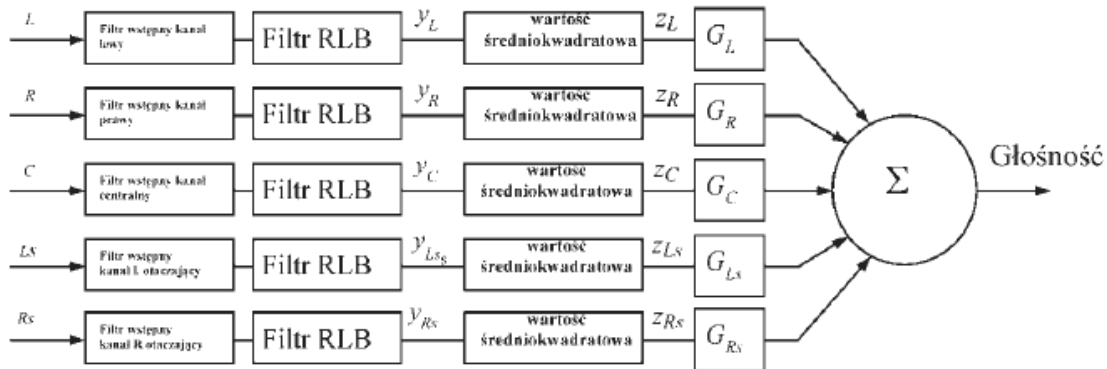 L
Filtr wstępny kanał
lewy
Filtr RLB
y_L
wartość
średniokwadratowa
z_L
G_L
R
Filtr wstępny kanał
prawy
Filtr RLB
y_R
wartość
średniokwadratowa
z_R
G_R
C
Filtr wstępny kanał
centralny
Filtr RLB
y_C
wartość
średniokwadratowa
z_C
G_C
Σ
Głośność
Ls
Filtr wstępny
kanał L otaczający
Filtr RLB
y_Ls_s
wartość
średniokwadratowa
z_Ls
G_Ls
Rs
Filtr wstępny
kanał R otaczający
Filtr RLB
y_Rs
wartość
średniokwadratowa
z_Rs
G_Rs